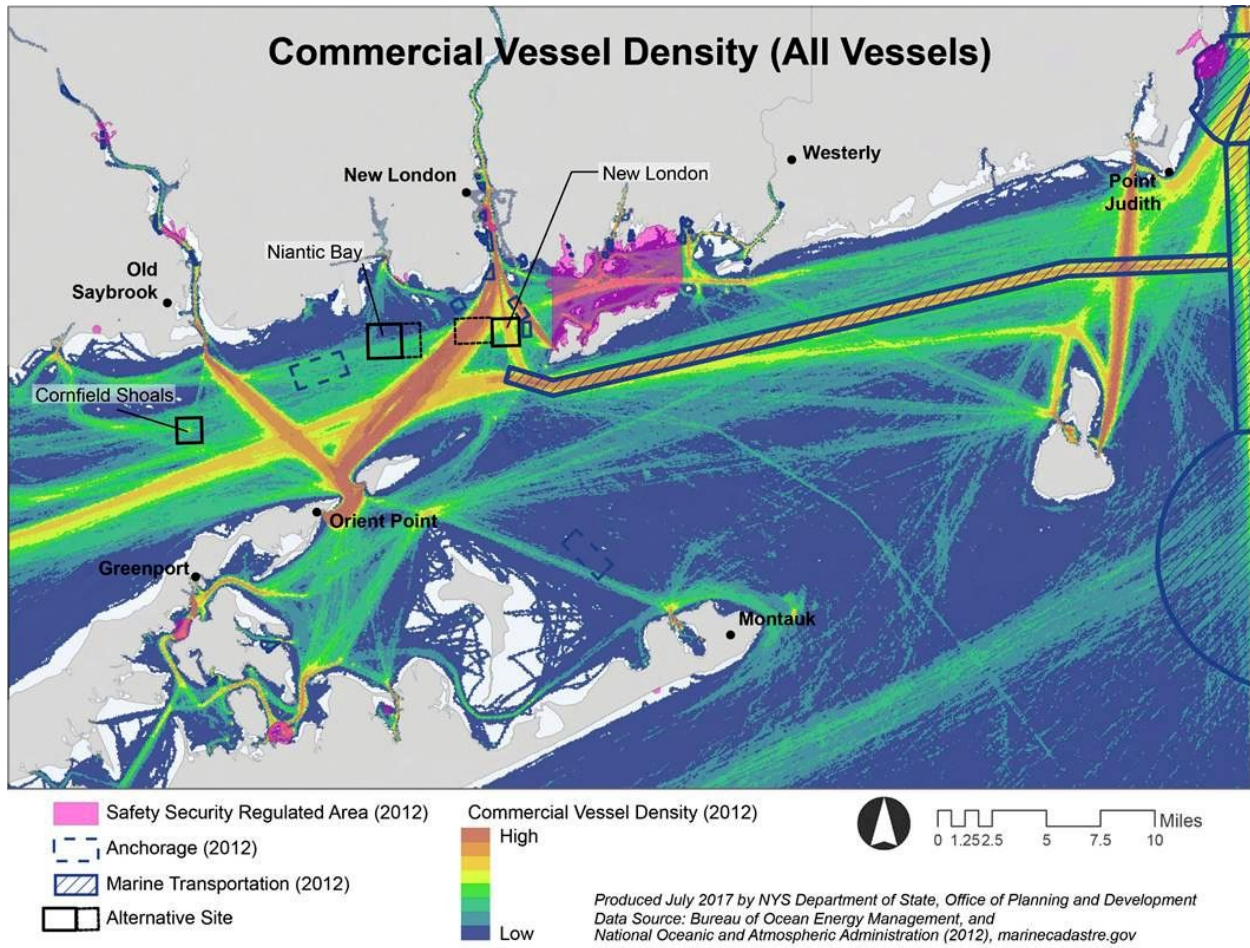 Commercial Vessel Density (All Vessels)
Westerly
New London
New London
Point
Judith
Niantic Bay
Old
Saybrook
Cornfield Shoals
Orient Point
Greenport
Montauk
Safety Security Regulated Area (2012)
Anchorage (2012)
Marine Transportation (2012)
Alternative Site
Commercial Vessel Density (2012)
High
Low
Miles
0 1.25 2.5 5 7.5 10
Produced July 2017 by NYS Department of State, Office of Planning and Development
Data Source: Bureau of Ocean Energy Management, and
National Oceanic and Atmospheric Administration (2012), marinecadastre.gov